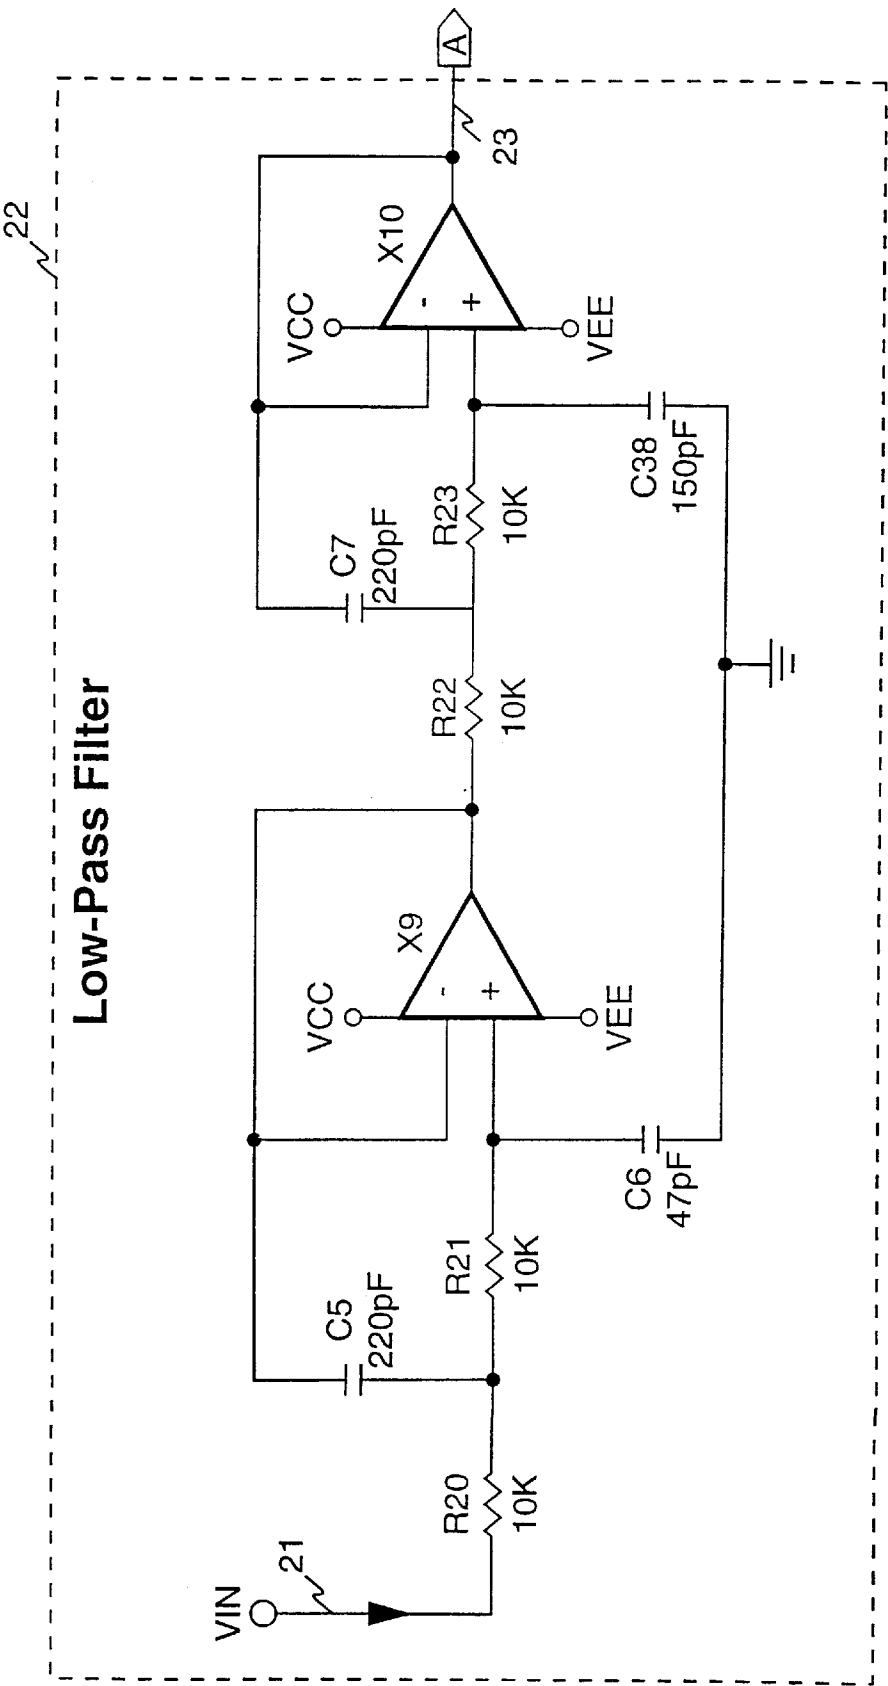 Low-Pass Filter
22
VIN
21
R20
10K
C5
220pF
R21
10K
C6
47pF
VCC
X9
-
+
VEE
R22
10K
C7
220pF
R23
10K
C38
150pF
VCC
X10
-
+
VEE
23
A